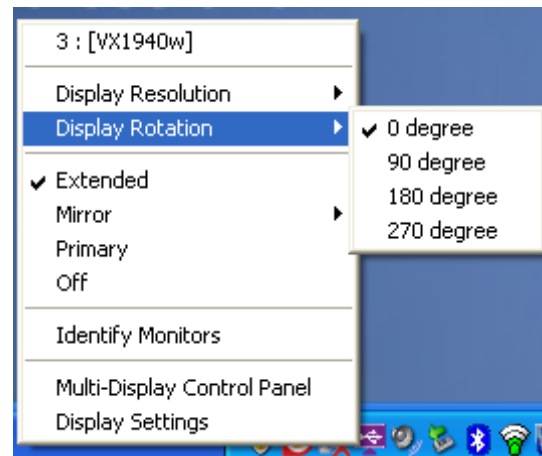 3 : [VX1940w]
Display Resolution
Display Rotation
0 degree
90 degree
180 degree
270 degree
Extended
Mirror
Primary
Off
Identify Monitors
Multi-Display Control Panel
Display Settings